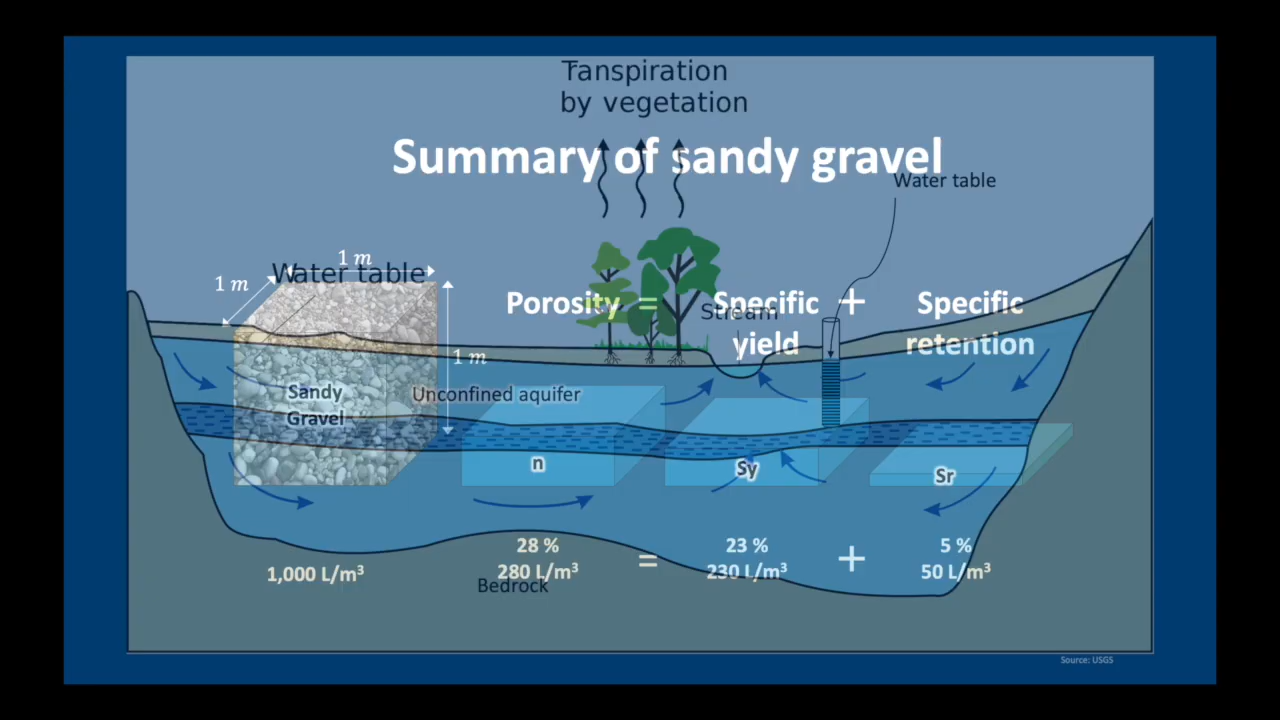 Tanspiration
by vegetation
Summary of sandy gravel
Water table
1 m
1 m
Water table
Porosity = Specific + Specific
yield retention
Stream
1 m
Sandy
Gravel
Unconfined aquifer
n
Sy
Sr
28 % 23 % 5 %
= +
1,000 L/m³ 280 L/m³ 230 L/m³ 50 L/m³
Bedrock
Source: USGS